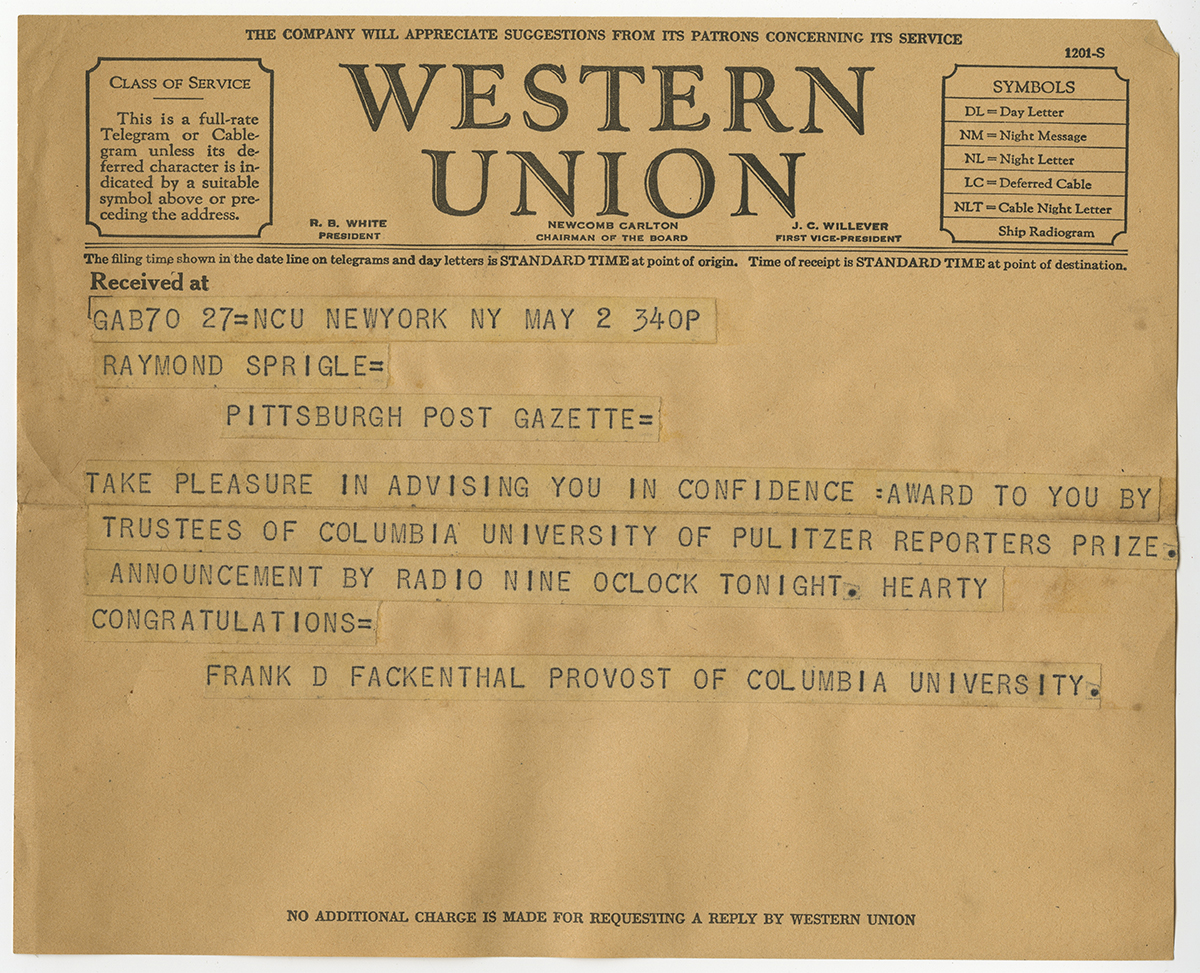 THE COMPANY WILL APPRECIATE SUGGESTIONS FROM ITS PATRONS CONCERNING ITS SERVICE
1201-S
CLASS OF SERVICE
This is a full-rate
Telegram or Cable-
gram unless its de-
ferred character is in-
dicated by a suitable
symbol above or pre-
ceding the address.
WESTERN
UNION
R. B. WHITE
PRESIDENT
NEWCOMB CARLTON
CHAIRMAN OF THE BOARD
J. C. WILLEVER
FIRST VICE-PRESIDENT
SYMBOLS
DL = Day Letter
NM = Night Message
NL = Night Letter
LC = Deferred Cable
NLT = Cable Night Letter
Ship Radiogram
The filing time shown in the date line on telegrams and day letters is STANDARD TIME at point of origin. Time of receipt is STANDARD TIME at point of destination.
Received at
GAB70 27=NCU NEWYORK NY MAY 2 340P
RAYMOND SPRIGLE=
PITTSBURGH POST GAZETTE=
TAKE PLEASURE IN ADVISING YOU IN CONFIDENCE =AWARD TO YOU BY
TRUSTEES OF COLUMBIA UNIVERSITY OF PULITZER REPORTERS PRIZE.
ANNOUNCEMENT BY RADIO NINE OCLOCK TONIGHT. HEARTY
CONGRATULATIONS=
FRANK D FACKENTHAL PROVOST OF COLUMBIA UNIVERSITY.
NO ADDITIONAL CHARGE IS MADE FOR REQUESTING A REPLY BY WESTERN UNION